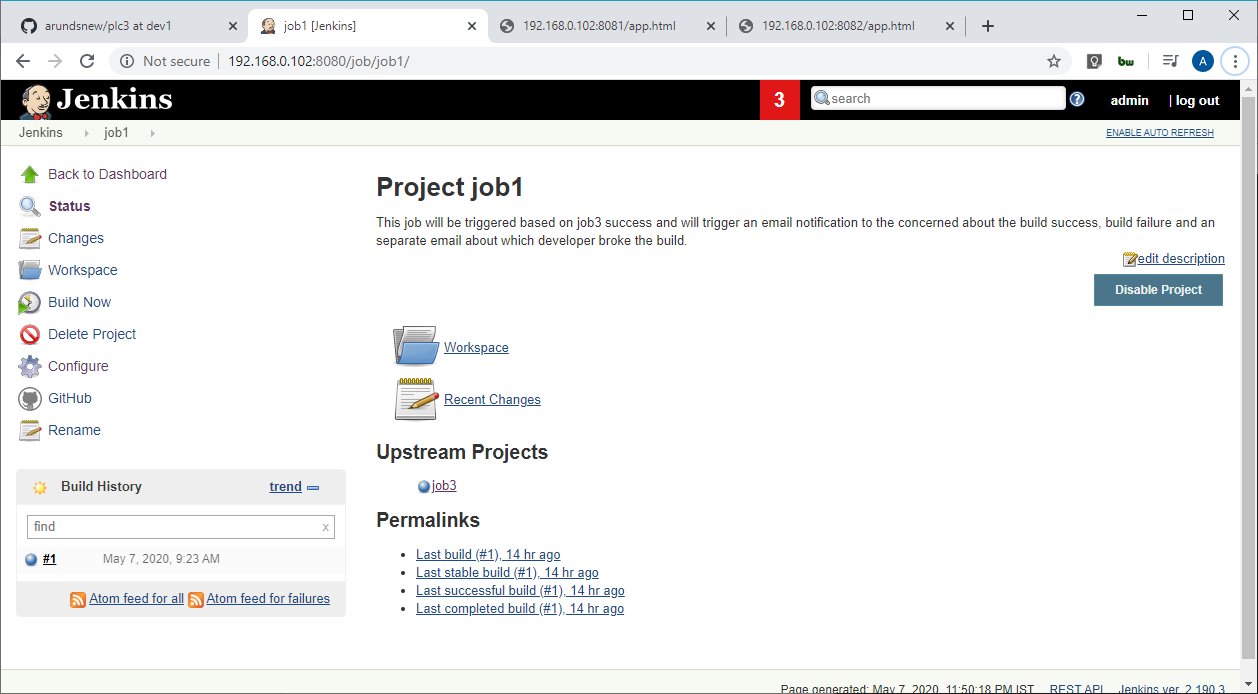 arundsnew/plc3 at dev1
job1 [Jenkins]
192.168.0.102:8081/app.html
192.168.0.102:8082/app.html
Not secure
192.168.0.102:8080/job/job1/
bw
A
Jenkins
3
search
?
admin
| log out
Jenkins
job1
ENABLE AUTO REFRESH
Back to Dashboard
Status
Changes
Workspace
Build Now
Delete Project
Configure
GitHub
Rename
Build History
trend
find
x
#1
May 7, 2020, 9:23 AM
Atom feed for all
Atom feed for failures
Project job1
This job will be triggered based on job3 success and will trigger an email notification to the concerned about the build success, build failure and an
separate email about which developer broke the build.
edit description
Disable Project
Workspace
Recent Changes
Upstream Projects
job3
Permalinks
Last build (#1), 14 hr ago
Last stable build (#1), 14 hr ago
Last successful build (#1), 14 hr ago
Last completed build (#1), 14 hr ago
Page generated: May 7, 2020, 11:50:18 PM IST
REST API
Jenkins ver. 2.190.3